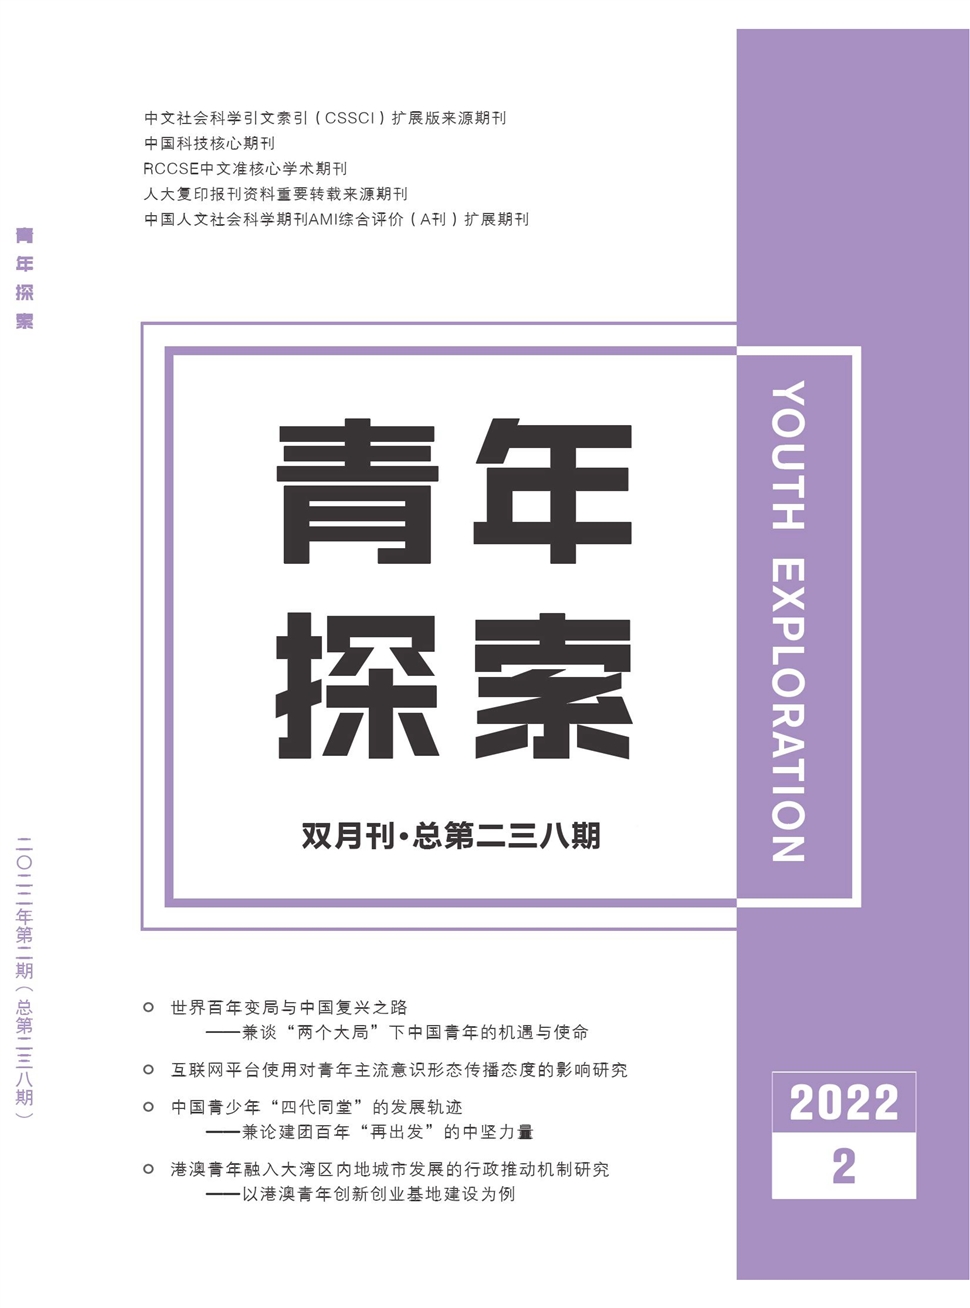 中文社会科学引文索引（CSSCI）扩展版来源期刊
中国科技核心期刊
RCCSE中文准核心学术期刊
人大复印报刊资料重要转载来源期刊
中国人文社会科学期刊AMI综合评价（A刊）扩展期刊
青年探索
青年
探索
双月刊·总第二三八期
YOUTH EXPLORATION
二〇二二年第二期（总第二三八期）
世界百年变局与中国复兴之路
——兼谈“两个大局”下中国青年的机遇与使命
互联网平台使用对青年主流意识形态传播态度的影响研究
中国青少年“四代同堂”的发展轨迹
——兼论建团百年“再出发”的中坚力量
港澳青年融入大湾区内地城市发展的行政推动机制研究
——以港澳青年创新创业基地建设为例
2022
2